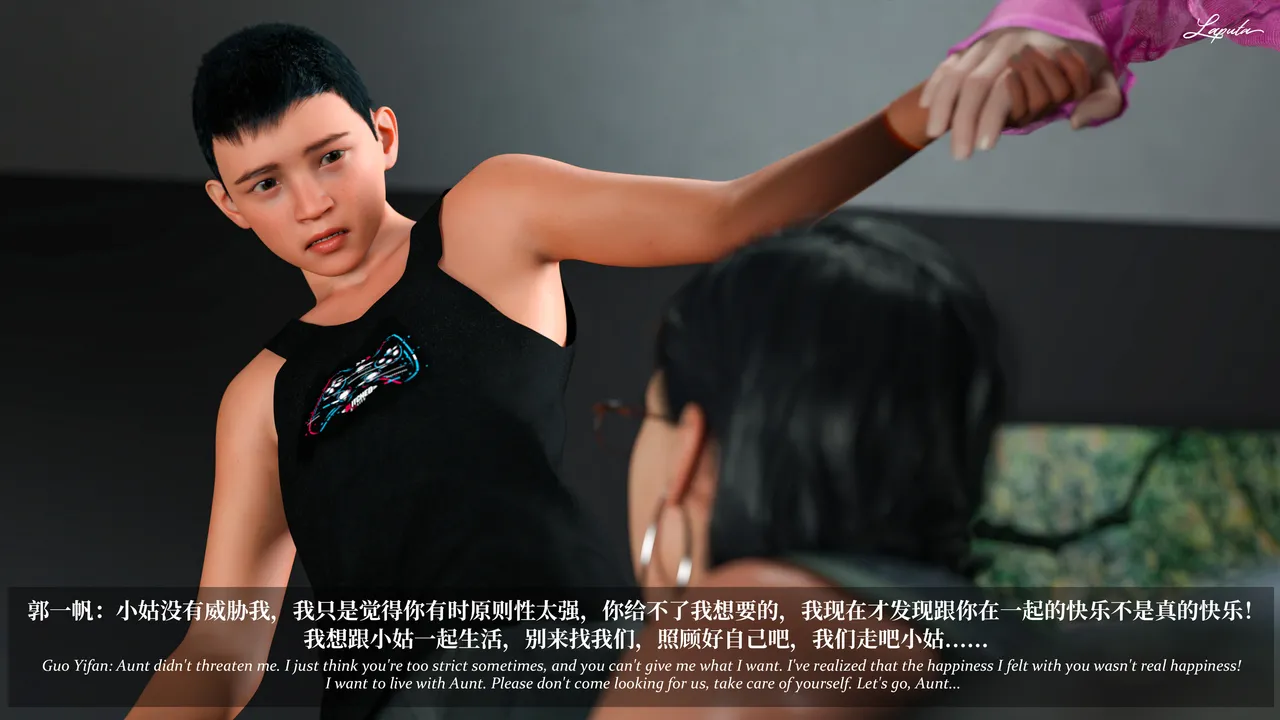 Laputa
郭一帆：小姑没有威胁我，我只是觉得你有时原则性太强，你给不了我想要的，我现在才发现跟你在一起的快乐不是真的快乐！
我想跟小姑一起生活，别来找我们，照顾好自己吧，我们走吧小姑……
Guo Yifan: Aunt didn't threaten me. I just think you're too strict sometimes, and you can't give me what I want. I've realized that the happiness I felt with you wasn't real happiness!
I want to live with Aunt. Please don't come looking for us, take care of yourself. Let's go, Aunt...